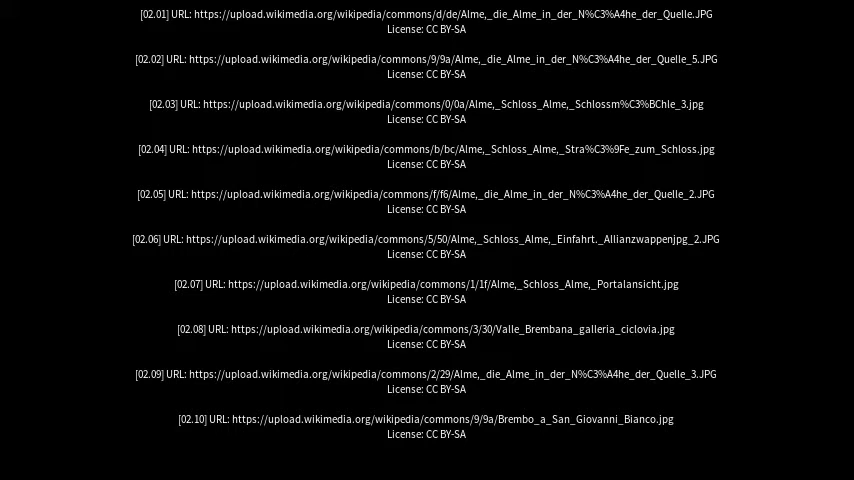 [02.01] URL: https://upload.wikimedia.org/wikipedia/commons/d/de/Alme,_die_Alme_in_der_N%C3%A4he_der_Quelle.JPG
License: CC BY-SA
[02.02] URL: https://upload.wikimedia.org/wikipedia/commons/9/9a/Alme,_die_Alme_in_der_N%C3%A4he_der_Quelle_5.JPG
License: CC BY-SA
[02.03] URL: https://upload.wikimedia.org/wikipedia/commons/0/0a/Alme,_Schloss_Alme,_Schlossm%C3%BChle_3.jpg
License: CC BY-SA
[02.04] URL: https://upload.wikimedia.org/wikipedia/commons/b/bc/Alme,_Schloss_Alme,_Stra%C3%9Fe_zum_Schloss.jpg
License: CC BY-SA
[02.05] URL: https://upload.wikimedia.org/wikipedia/commons/f/f6/Alme,_die_Alme_in_der_N%C3%A4he_der_Quelle_2.JPG
License: CC BY-SA
[02.06] URL: https://upload.wikimedia.org/wikipedia/commons/5/50/Alme,_Schloss_Alme,_Einfahrt._Allianzwappenjpg_2.JPG
License: CC BY-SA
[02.07] URL: https://upload.wikimedia.org/wikipedia/commons/1/1f/Alme,_Schloss_Alme,_Portalansicht.jpg
License: CC BY-SA
[02.08] URL: https://upload.wikimedia.org/wikipedia/commons/3/30/Valle_Brembana_galleria_ciclovia.jpg
License: CC BY-SA
[02.09] URL: https://upload.wikimedia.org/wikipedia/commons/2/29/Alme,_die_Alme_in_der_N%C3%A4he_der_Quelle_3.JPG
License: CC BY-SA
[02.10] URL: https://upload.wikimedia.org/wikipedia/commons/9/9a/Brembo_a_San_Giovanni_Bianco.jpg
License: CC BY-SA